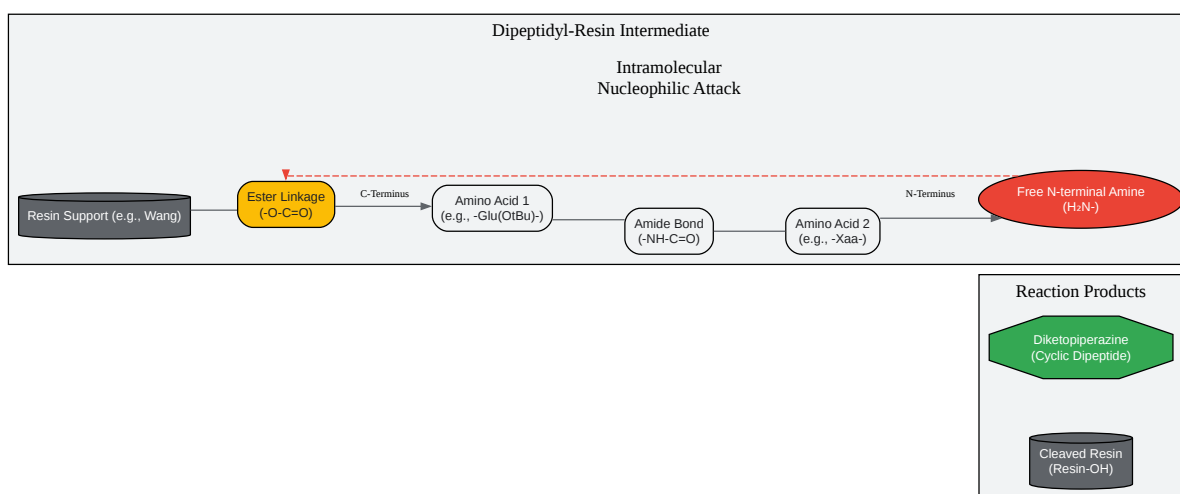 Dipeptidyl-Resin Intermediate
Intramolecular
Nucleophilic Attack
Resin Support (e.g., Wang)
Ester Linkage
(-O-C=O)
C-Terminus
Amino Acid 1
(e.g., -Glu(OtBu)-)
Amide Bond
(-NH-C=O)
Amino Acid 2
(e.g., -Xaa-)
N-Terminus
Free N-terminal Amine
(H₂N-)
Reaction Products
Diketopiperazine
(Cyclic Dipeptide)
Cleaved Resin
(Resin-OH)